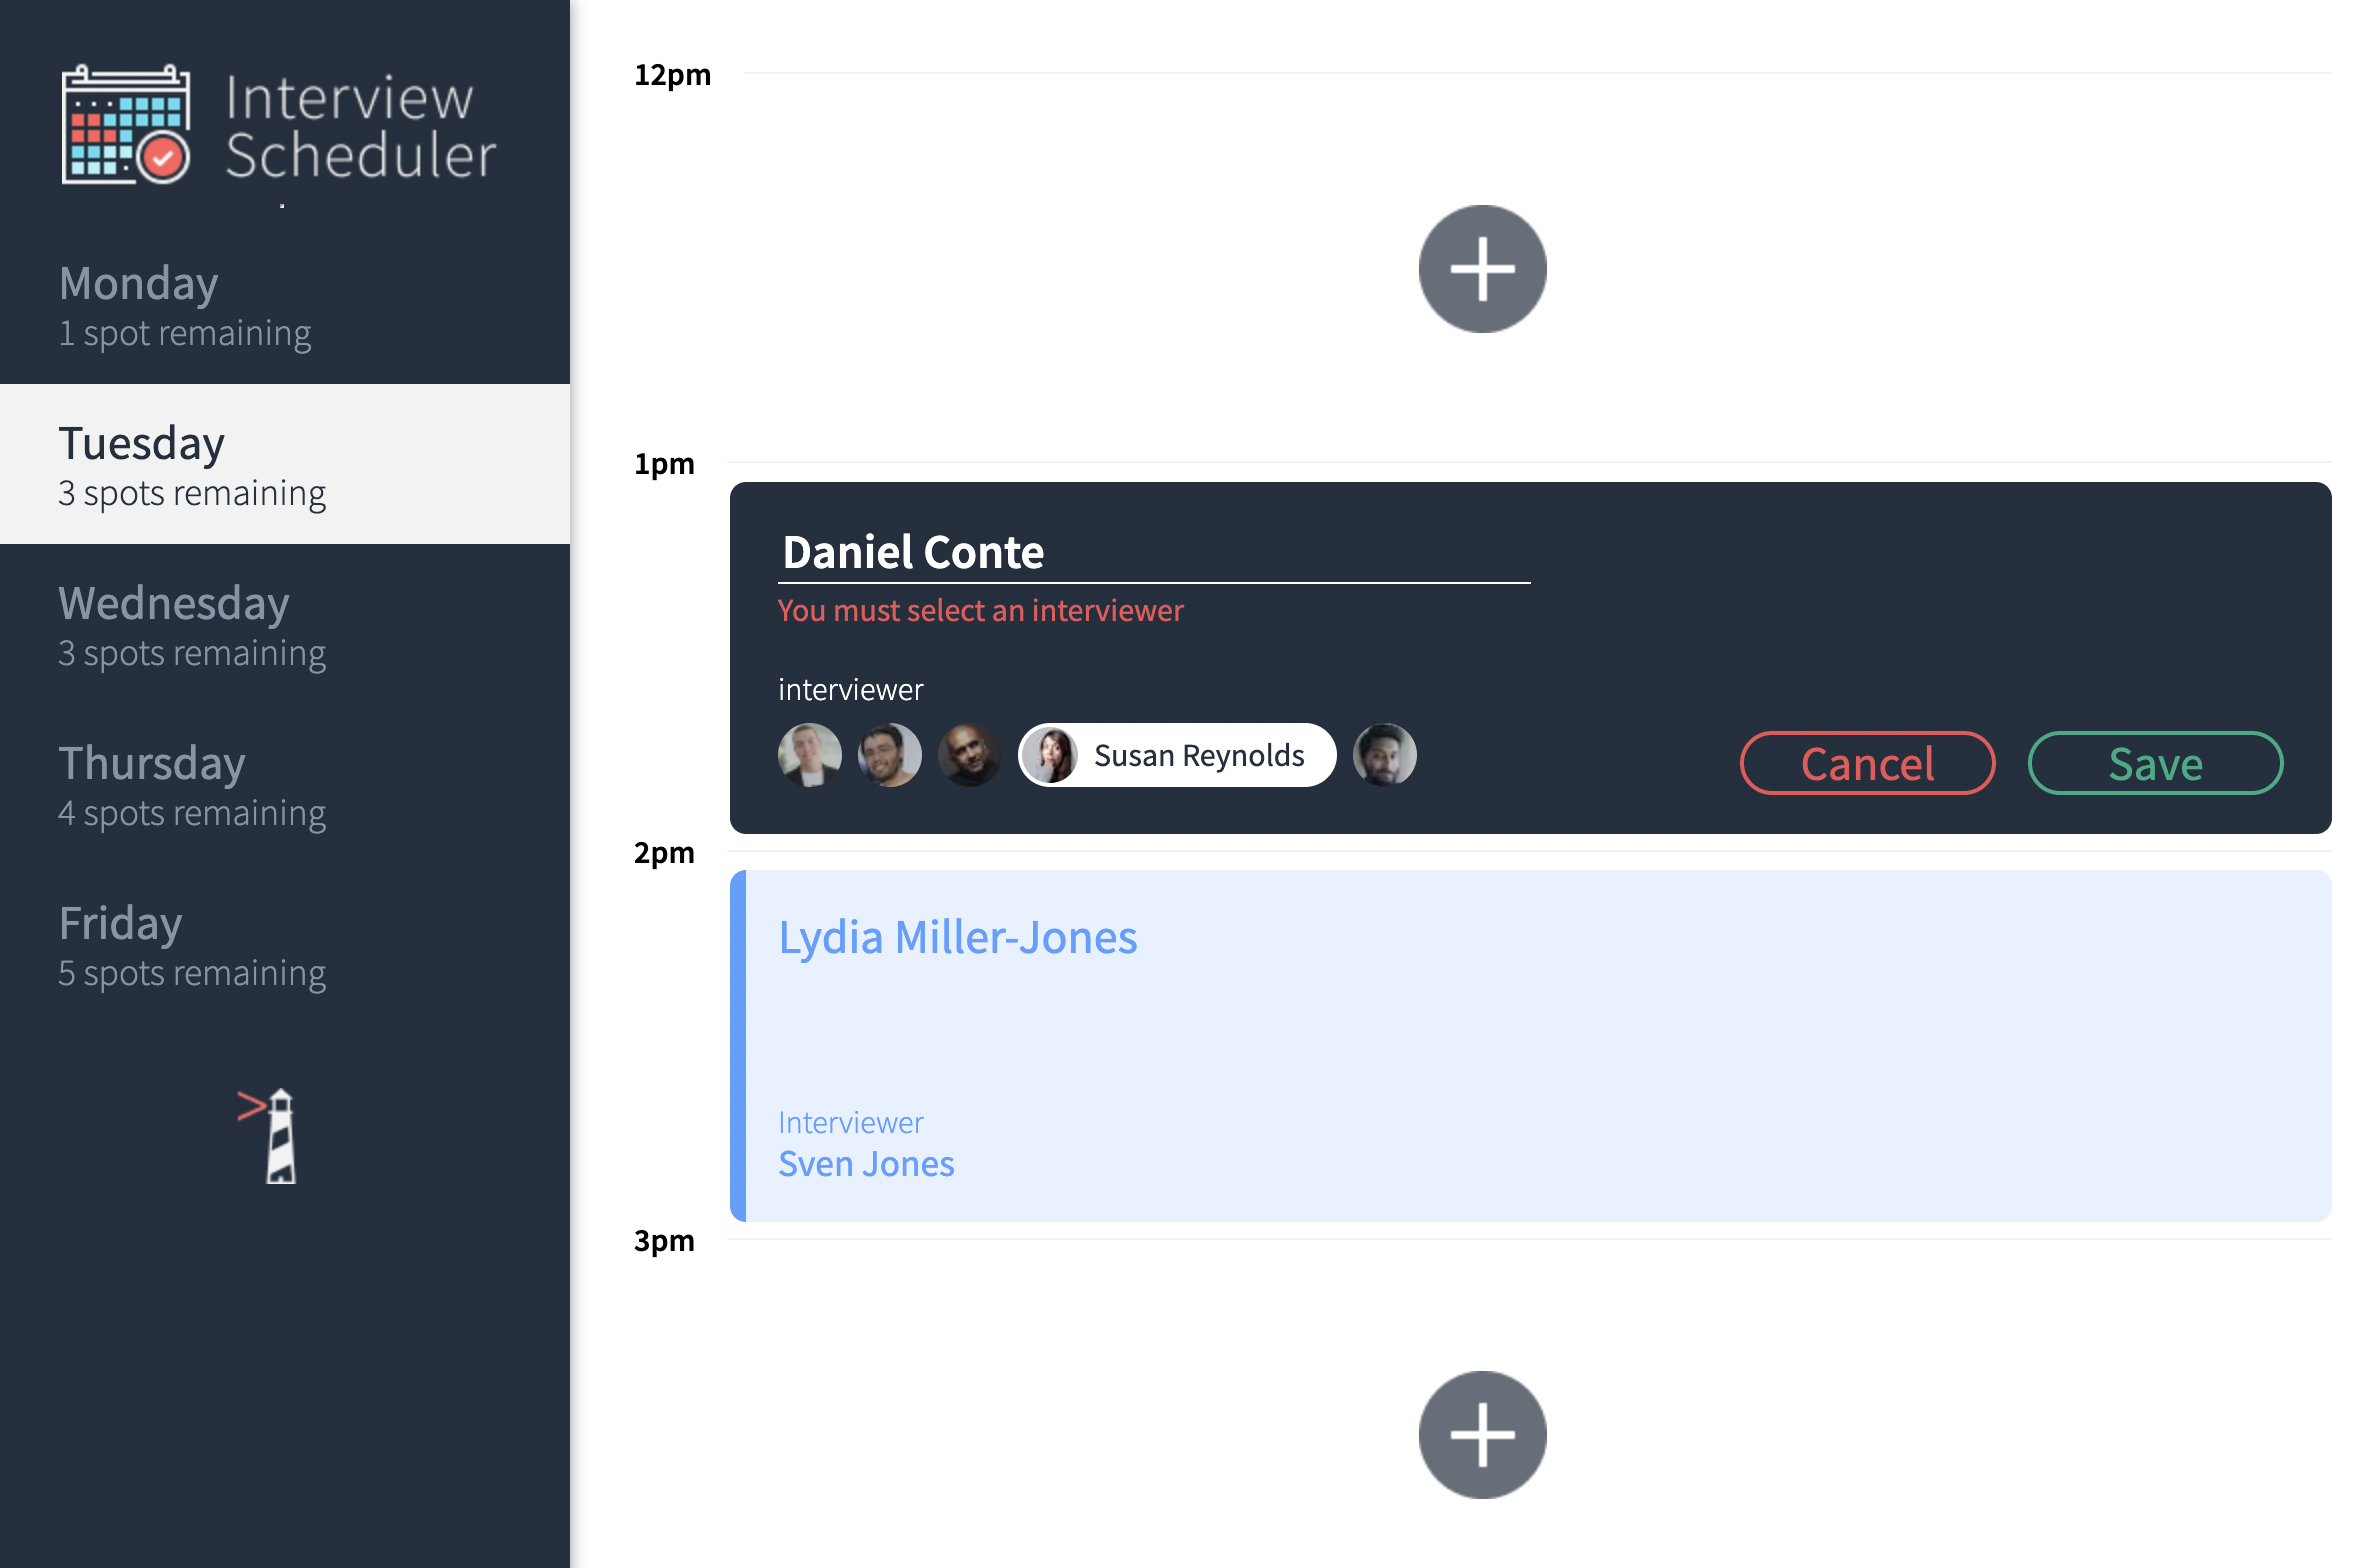 Interview
Scheduler
Monday
1 spot remaining
Tuesday
3 spots remaining
Wednesday
3 spots remaining
Thursday
4 spots remaining
Friday
5 spots remaining
12pm
1pm
Daniel Conte
You must select an interviewer
interviewer
Susan Reynolds
Cancel
Save
2pm
Lydia Miller-Jones
Interviewer
Sven Jones
3pm